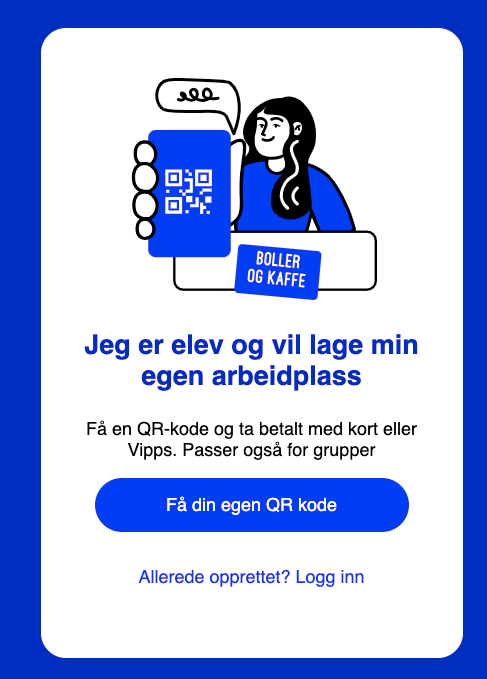 BOLLER
OG KAFFE
Jeg er elev og vil lage min
egen arbeidplass
Få en QR-kode og ta betalt med kort eller
Vipps. Passer også for grupper
Få din egen QR kode
Allerede opprettet? Logg inn